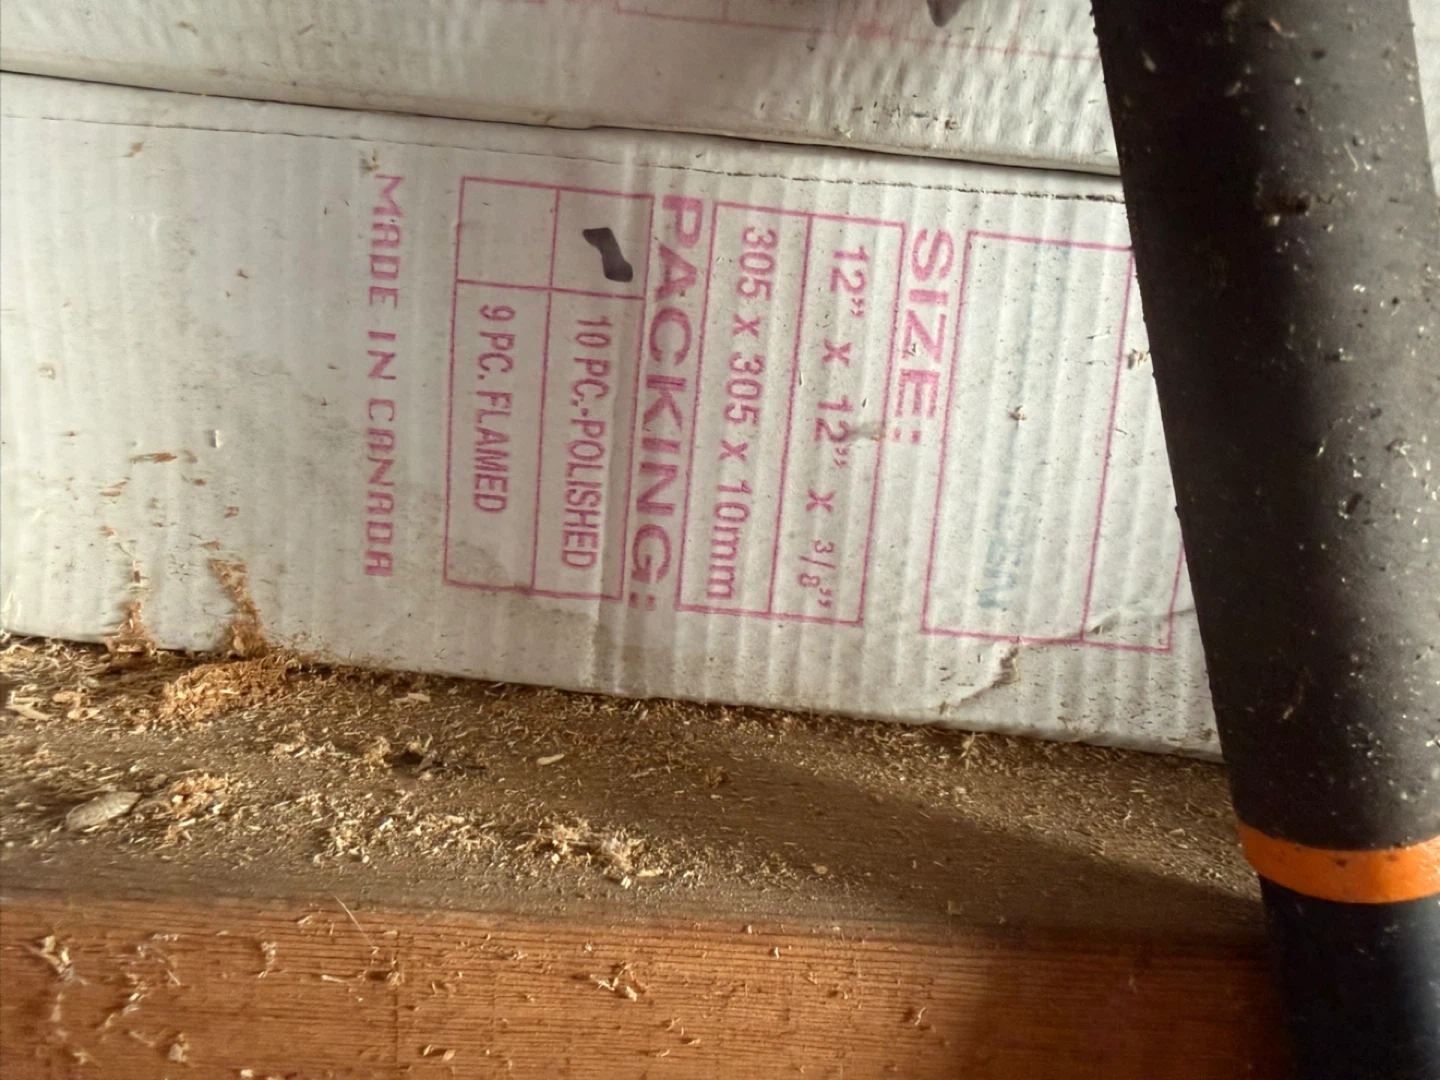 SIZE:
12” X 12” X 3/8”
305 x 305 x 10mm
PACKING:
10 PC.-POLISHED
9 PC. FLAMED
MADE IN CANADA